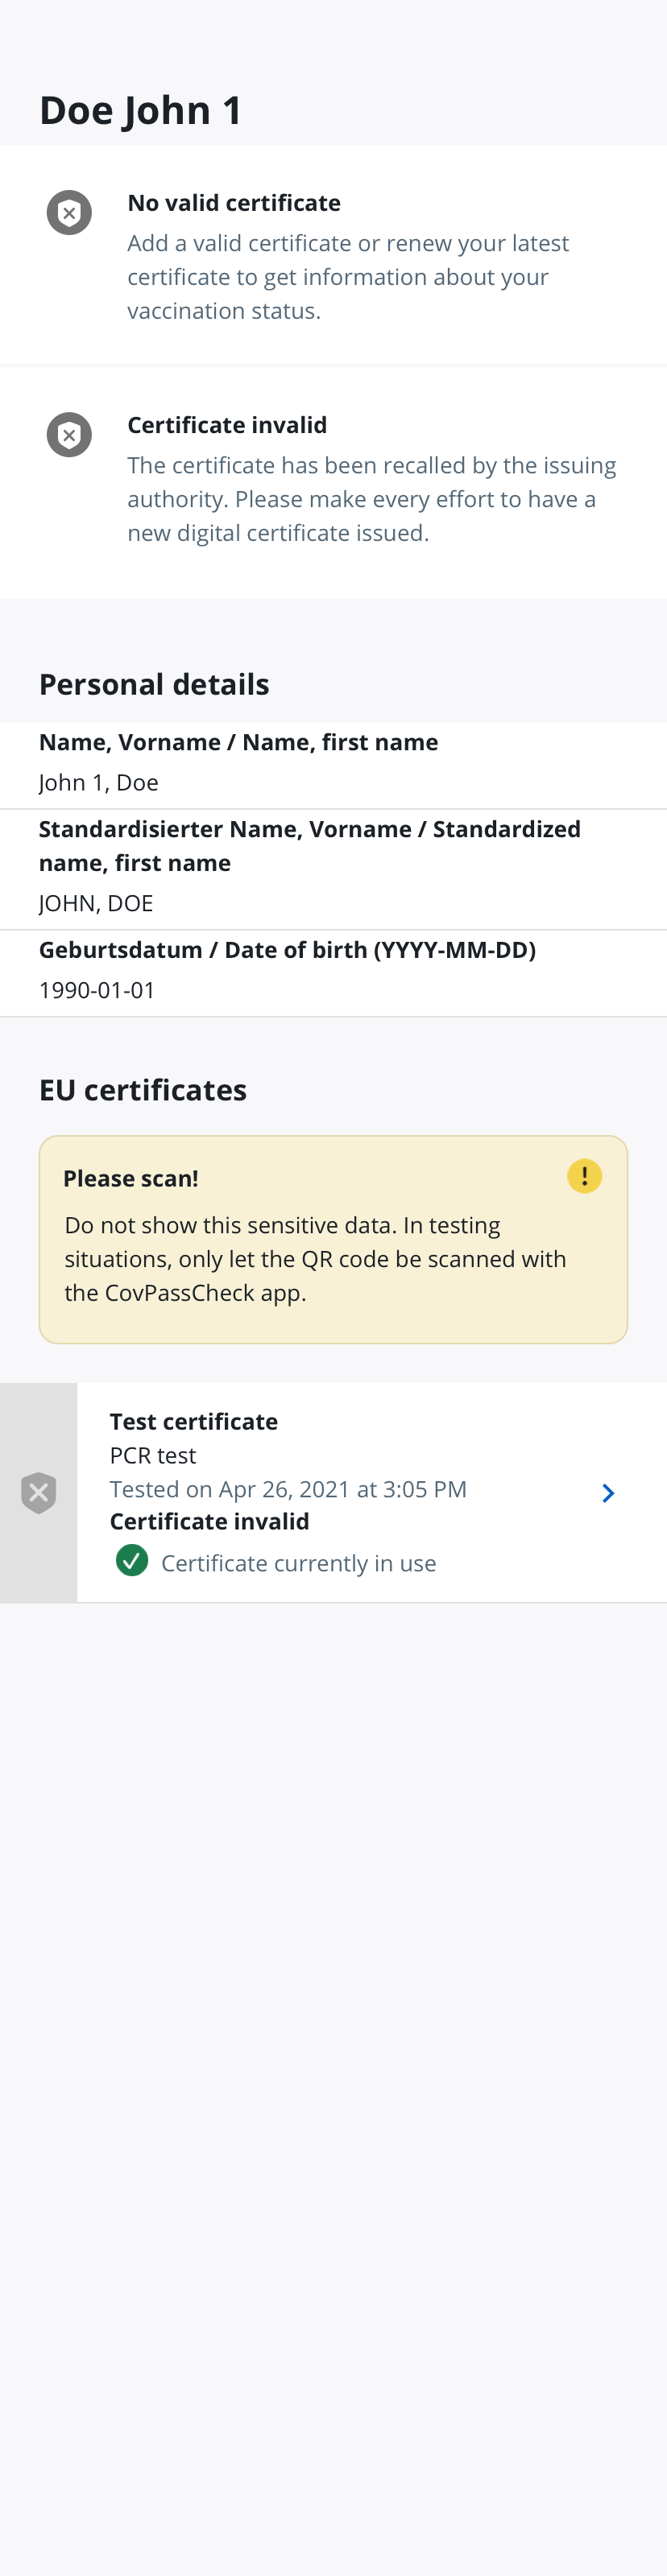 Doe John 1
No valid certificate
Add a valid certificate or renew your latest
certificate to get information about your
vaccination status.
Certificate invalid
The certificate has been recalled by the issuing
authority. Please make every effort to have a
new digital certificate issued.
Personal details
Name, Vorname / Name, first name
John 1, Doe
Standardisierter Name, Vorname / Standardized
name, first name
JOHN, DOE
Geburtsdatum / Date of birth (YYYY-MM-DD)
1990-01-01
EU certificates
Please scan!
Do not show this sensitive data. In testing
situations, only let the QR code be scanned with
the CovPassCheck app.
Test certificate
PCR test
Tested on Apr 26, 2021 at 3:05 PM
Certificate invalid
Certificate currently in use